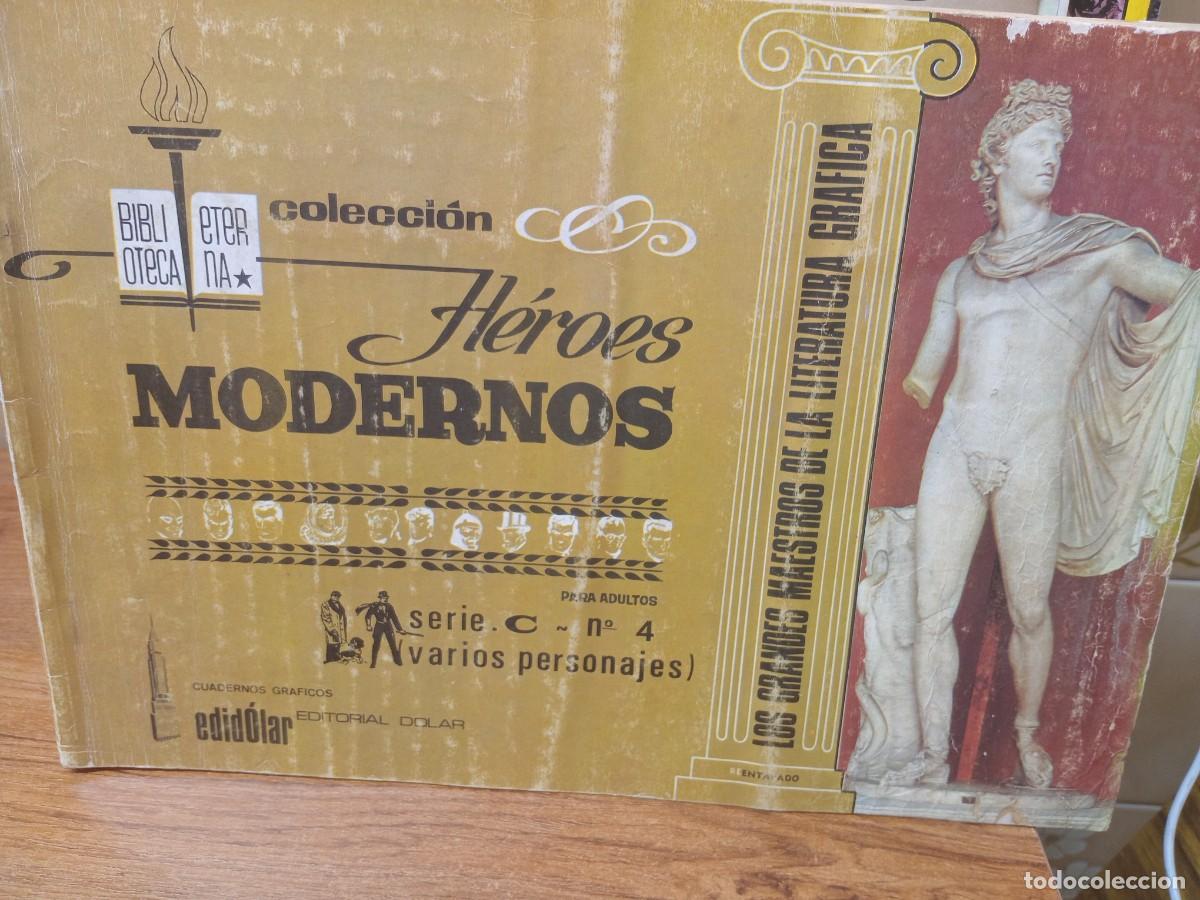 BIBLI ETER
OTECA NA
colección
Héroes
MODERNOS
PARA ADULTOS
serie. C ~ nº 4
(varios personajes)
CUADERNOS GRAFICOS
edidÓlar EDITORIAL DOLAR
LOS GRANDES MAESTROS DE LA LITERATURA GRAFICA
REENTAPADO
todocoleccion